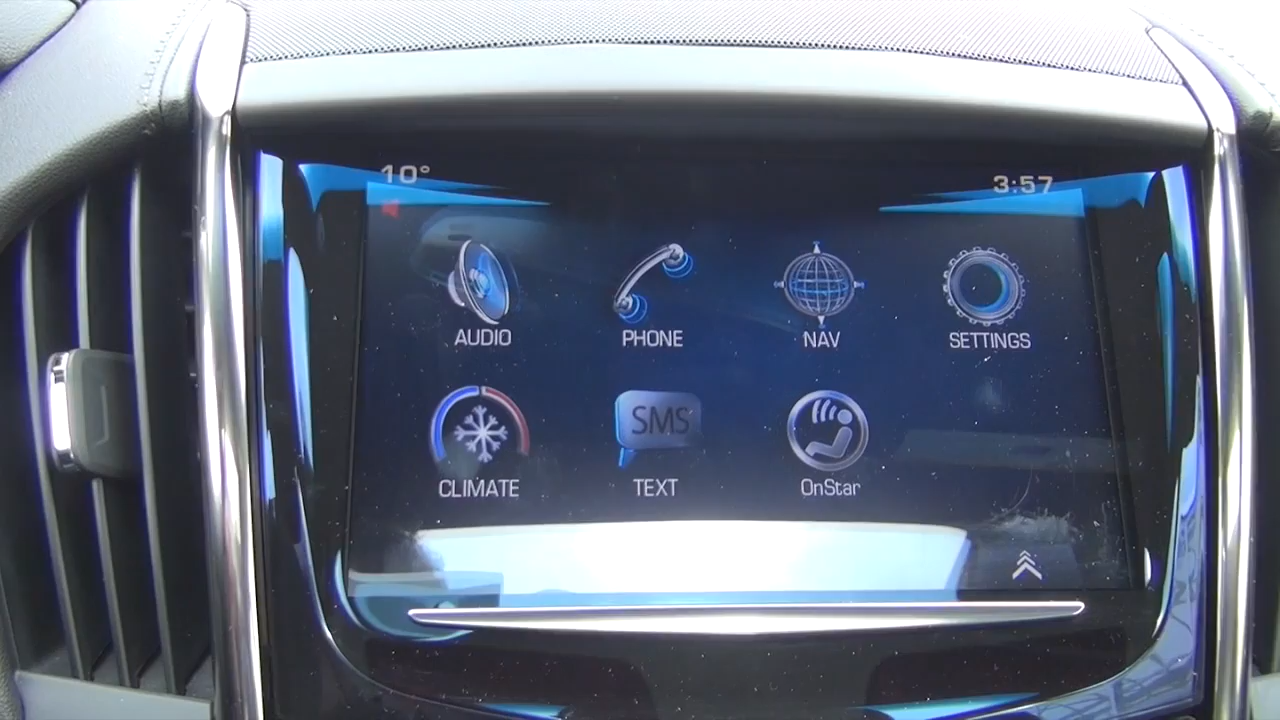 10°
3:57
AUDIO
PHONE
NAV
SETTINGS
CLIMATE
SMS
TEXT
OnStar